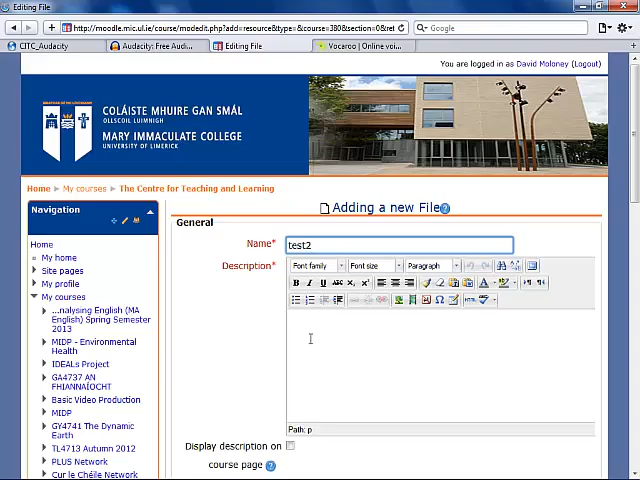 Editing File
http://moodle.mic.ul.ie/course/modedit.php?add=resource&type=&course=380&section=0&ret
Google
CITC_Audacity
Audacity: Free Audi...
Editing File
Vocaroo | Online voi...
You are logged in as David Moloney (Logout)
COLÁISTE MHUIRE GAN SMÁL
OLLSCOIL LUIMNIGH
MARY IMMACULATE COLLEGE
UNIVERSITY OF LIMERICK
Home ► My courses ► The Centre for Teaching and Learning
Navigation
Home
My home
Site pages
My profile
My courses
...nalysing English (MA
English) Spring Semester
2013
MIDP - Environmental
Health
IDEALs Project
GA4737 AN
FHIANNAÍOCHT
Basic Video Production
MIDP
GY4741 The Dynamic
Earth
TL4713 Autumn 2012
PLUS Network
Cur le Chéile Network
Adding a new File
General
Name*
test2
Description*
Font family
Font size
Paragraph
B I U ABC X₂ X²
HTML
Path: p
Display description on
course page